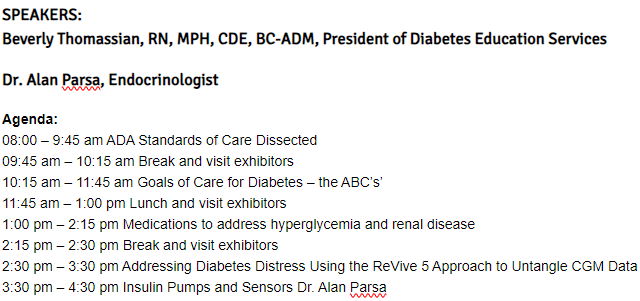 SPEAKERS:
Beverly Thomassian, RN, MPH, CDE, BC-ADM, President of Diabetes Education Services
Dr. Alan Parsa, Endocrinologist
Agenda:
08:00 – 9:45 am ADA Standards of Care Dissected
09:45 am – 10:15 am Break and visit exhibitors
10:15 am – 11:45 am Goals of Care for Diabetes – the ABC's'
11:45 am – 1:00 pm Lunch and visit exhibitors
1:00 pm – 2:15 pm Medications to address hyperglycemia and renal disease
2:15 pm – 2:30 pm Break and visit exhibitors
2:30 pm – 3:30 pm Addressing Diabetes Distress Using the ReVive 5 Approach to Untangle CGM Data
3:30 pm – 4:30 pm Insulin Pumps and Sensors Dr. Alan Parsa